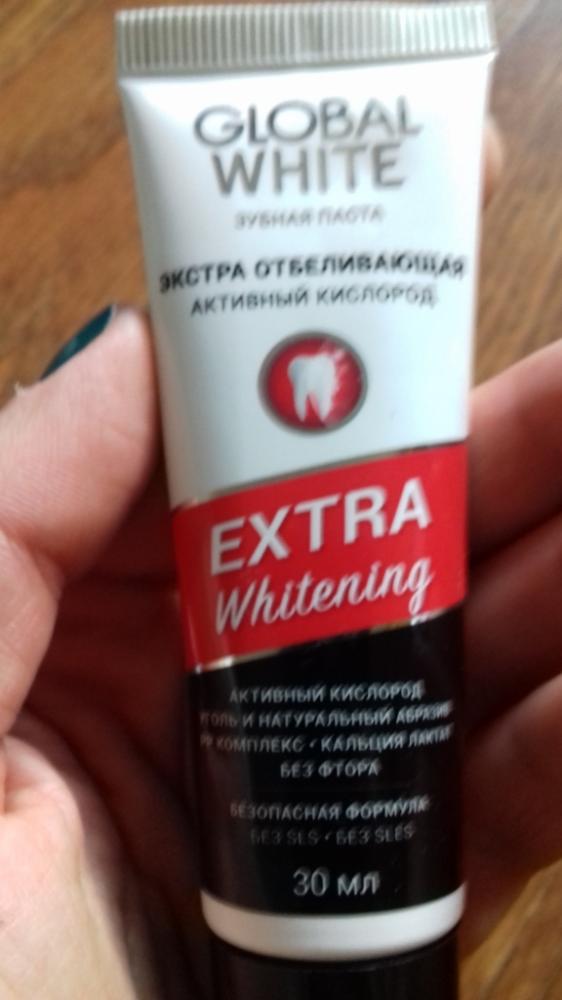 GLOBAL
WHITE
ЗУБНАЯ ПАСТА
ЭКСТРА ОТБЕЛИВАЮЩАЯ
АКТИВНЫЙ КИСЛОРОД
EXTRA
Whitening
АКТИВНЫЙ КИСЛОРОД
УГОЛЬ И НАТУРАЛЬНЫЙ АБРАЗИВ
КОМПЛЕКС • КАЛЬЦИЯ ЛАКТАТ
БЕЗ ФТОРА
БЕЗОПАСНАЯ ФОРМУЛА:
БЕЗ SLS • БЕЗ SLES
30 МЛ